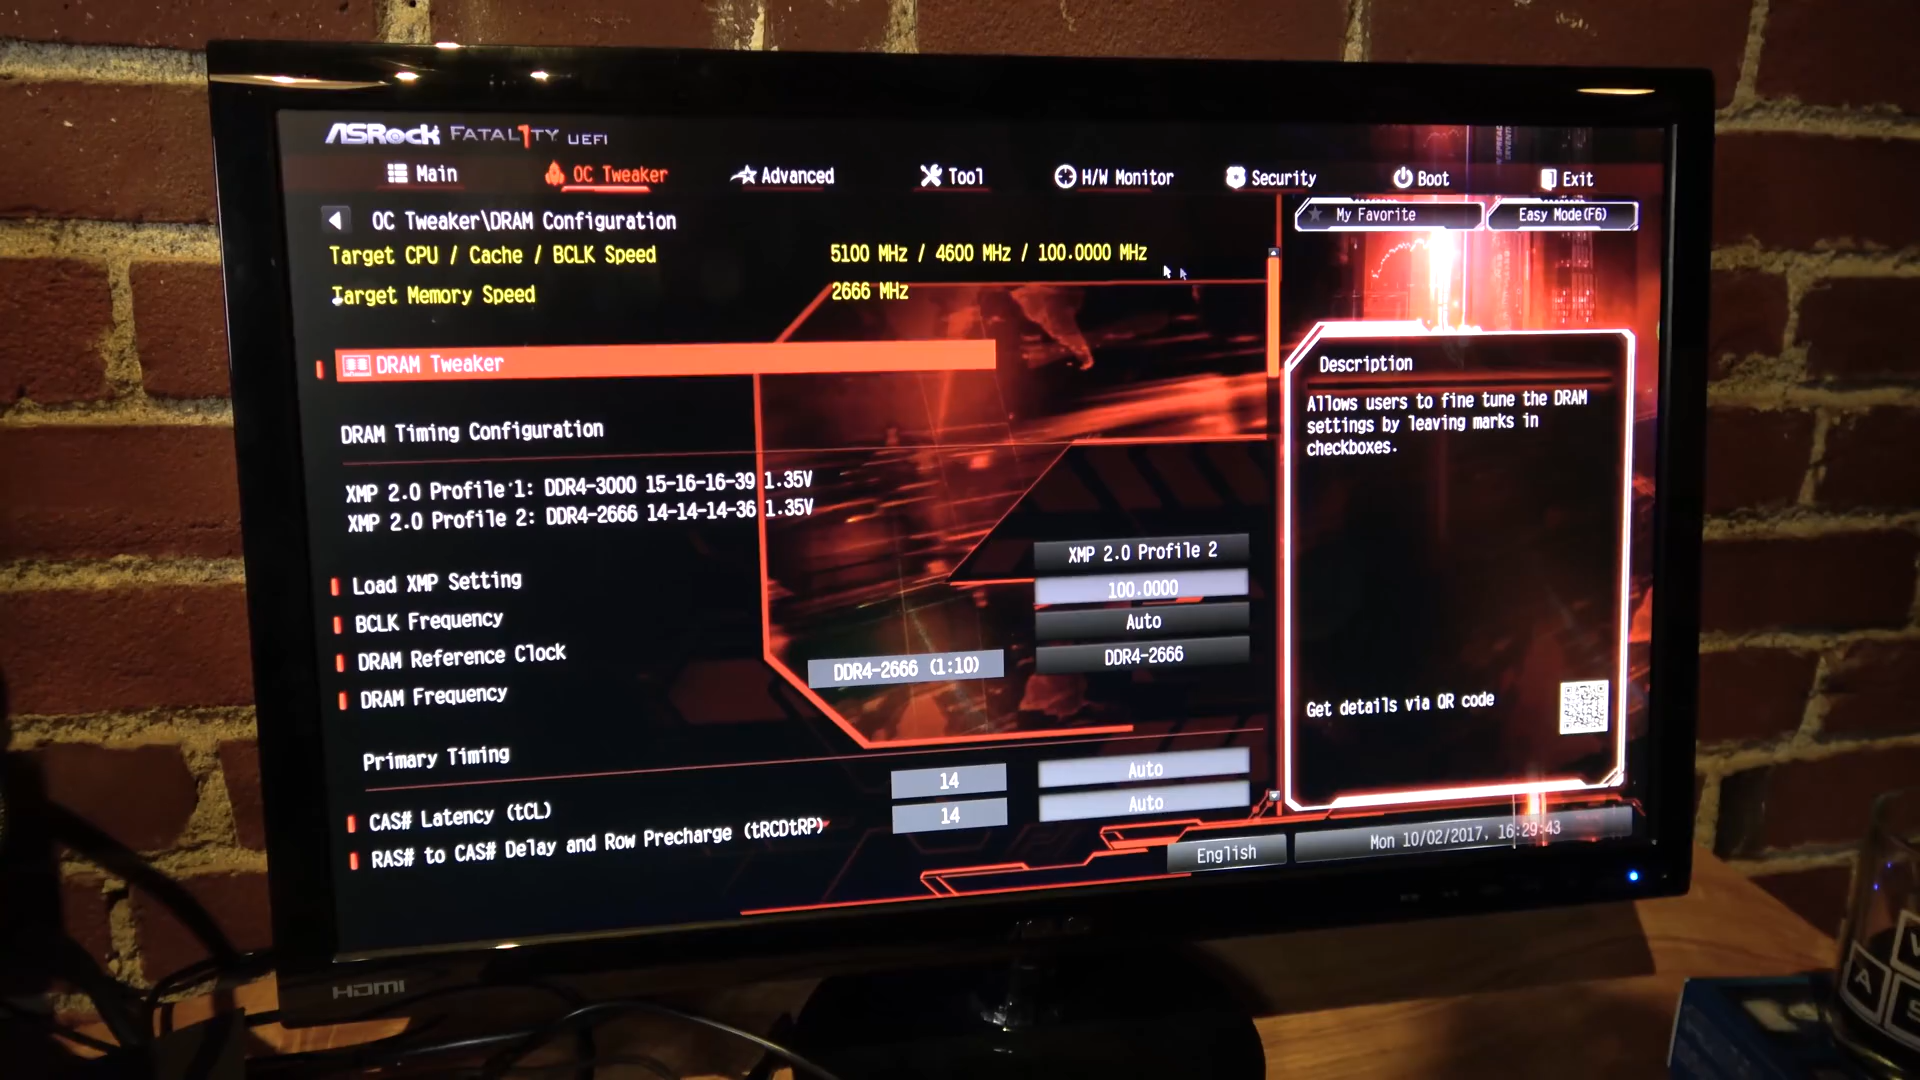 ASRock FATAL1TY UEFI
Main OC Tweaker Advanced Tool H/W Monitor Security Boot Exit
OC Tweaker\DRAM Configuration
My Favorite Easy Mode(F6)
Target CPU / Cache / BCLK Speed 5100 MHz / 4600 MHz / 100.0000 MHz
Target Memory Speed 2666 MHz
DRAM Tweaker
DRAM Timing Configuration
XMP 2.0 Profile 1: DDR4-3000 15-16-16-39 1.35V
XMP 2.0 Profile 2: DDR4-2666 14-14-14-36 1.35V
Load XMP Setting XMP 2.0 Profile 2
BCLK Frequency 100.0000
DRAM Reference Clock Auto
DRAM Frequency DDR4-2666 (1:10) DDR4-2666
Primary Timing
CAS# Latency (tCL) 14 Auto
RAS# to CAS# Delay and Row Precharge (tRCDtRP) 14 Auto
Description
Allows users to fine tune the DRAM
settings by leaving marks in
checkboxes.
Get details via QR code
English Mon 10/02/2017, 16:29:43
HDMI
A
S